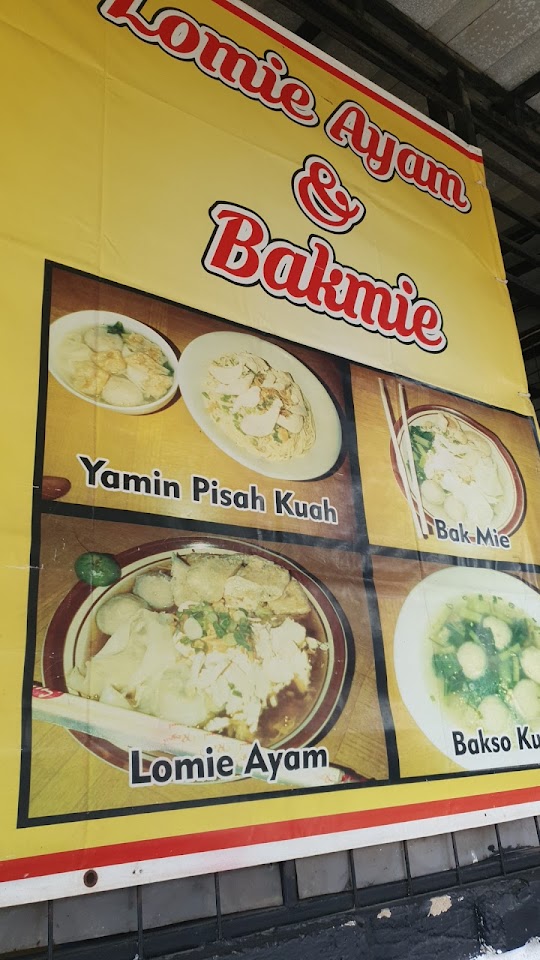 Lomie Ayam
&
Bakmie
Yamin Pisah Kuah
Bak Mie
Lomie Ayam
Bakso Ku